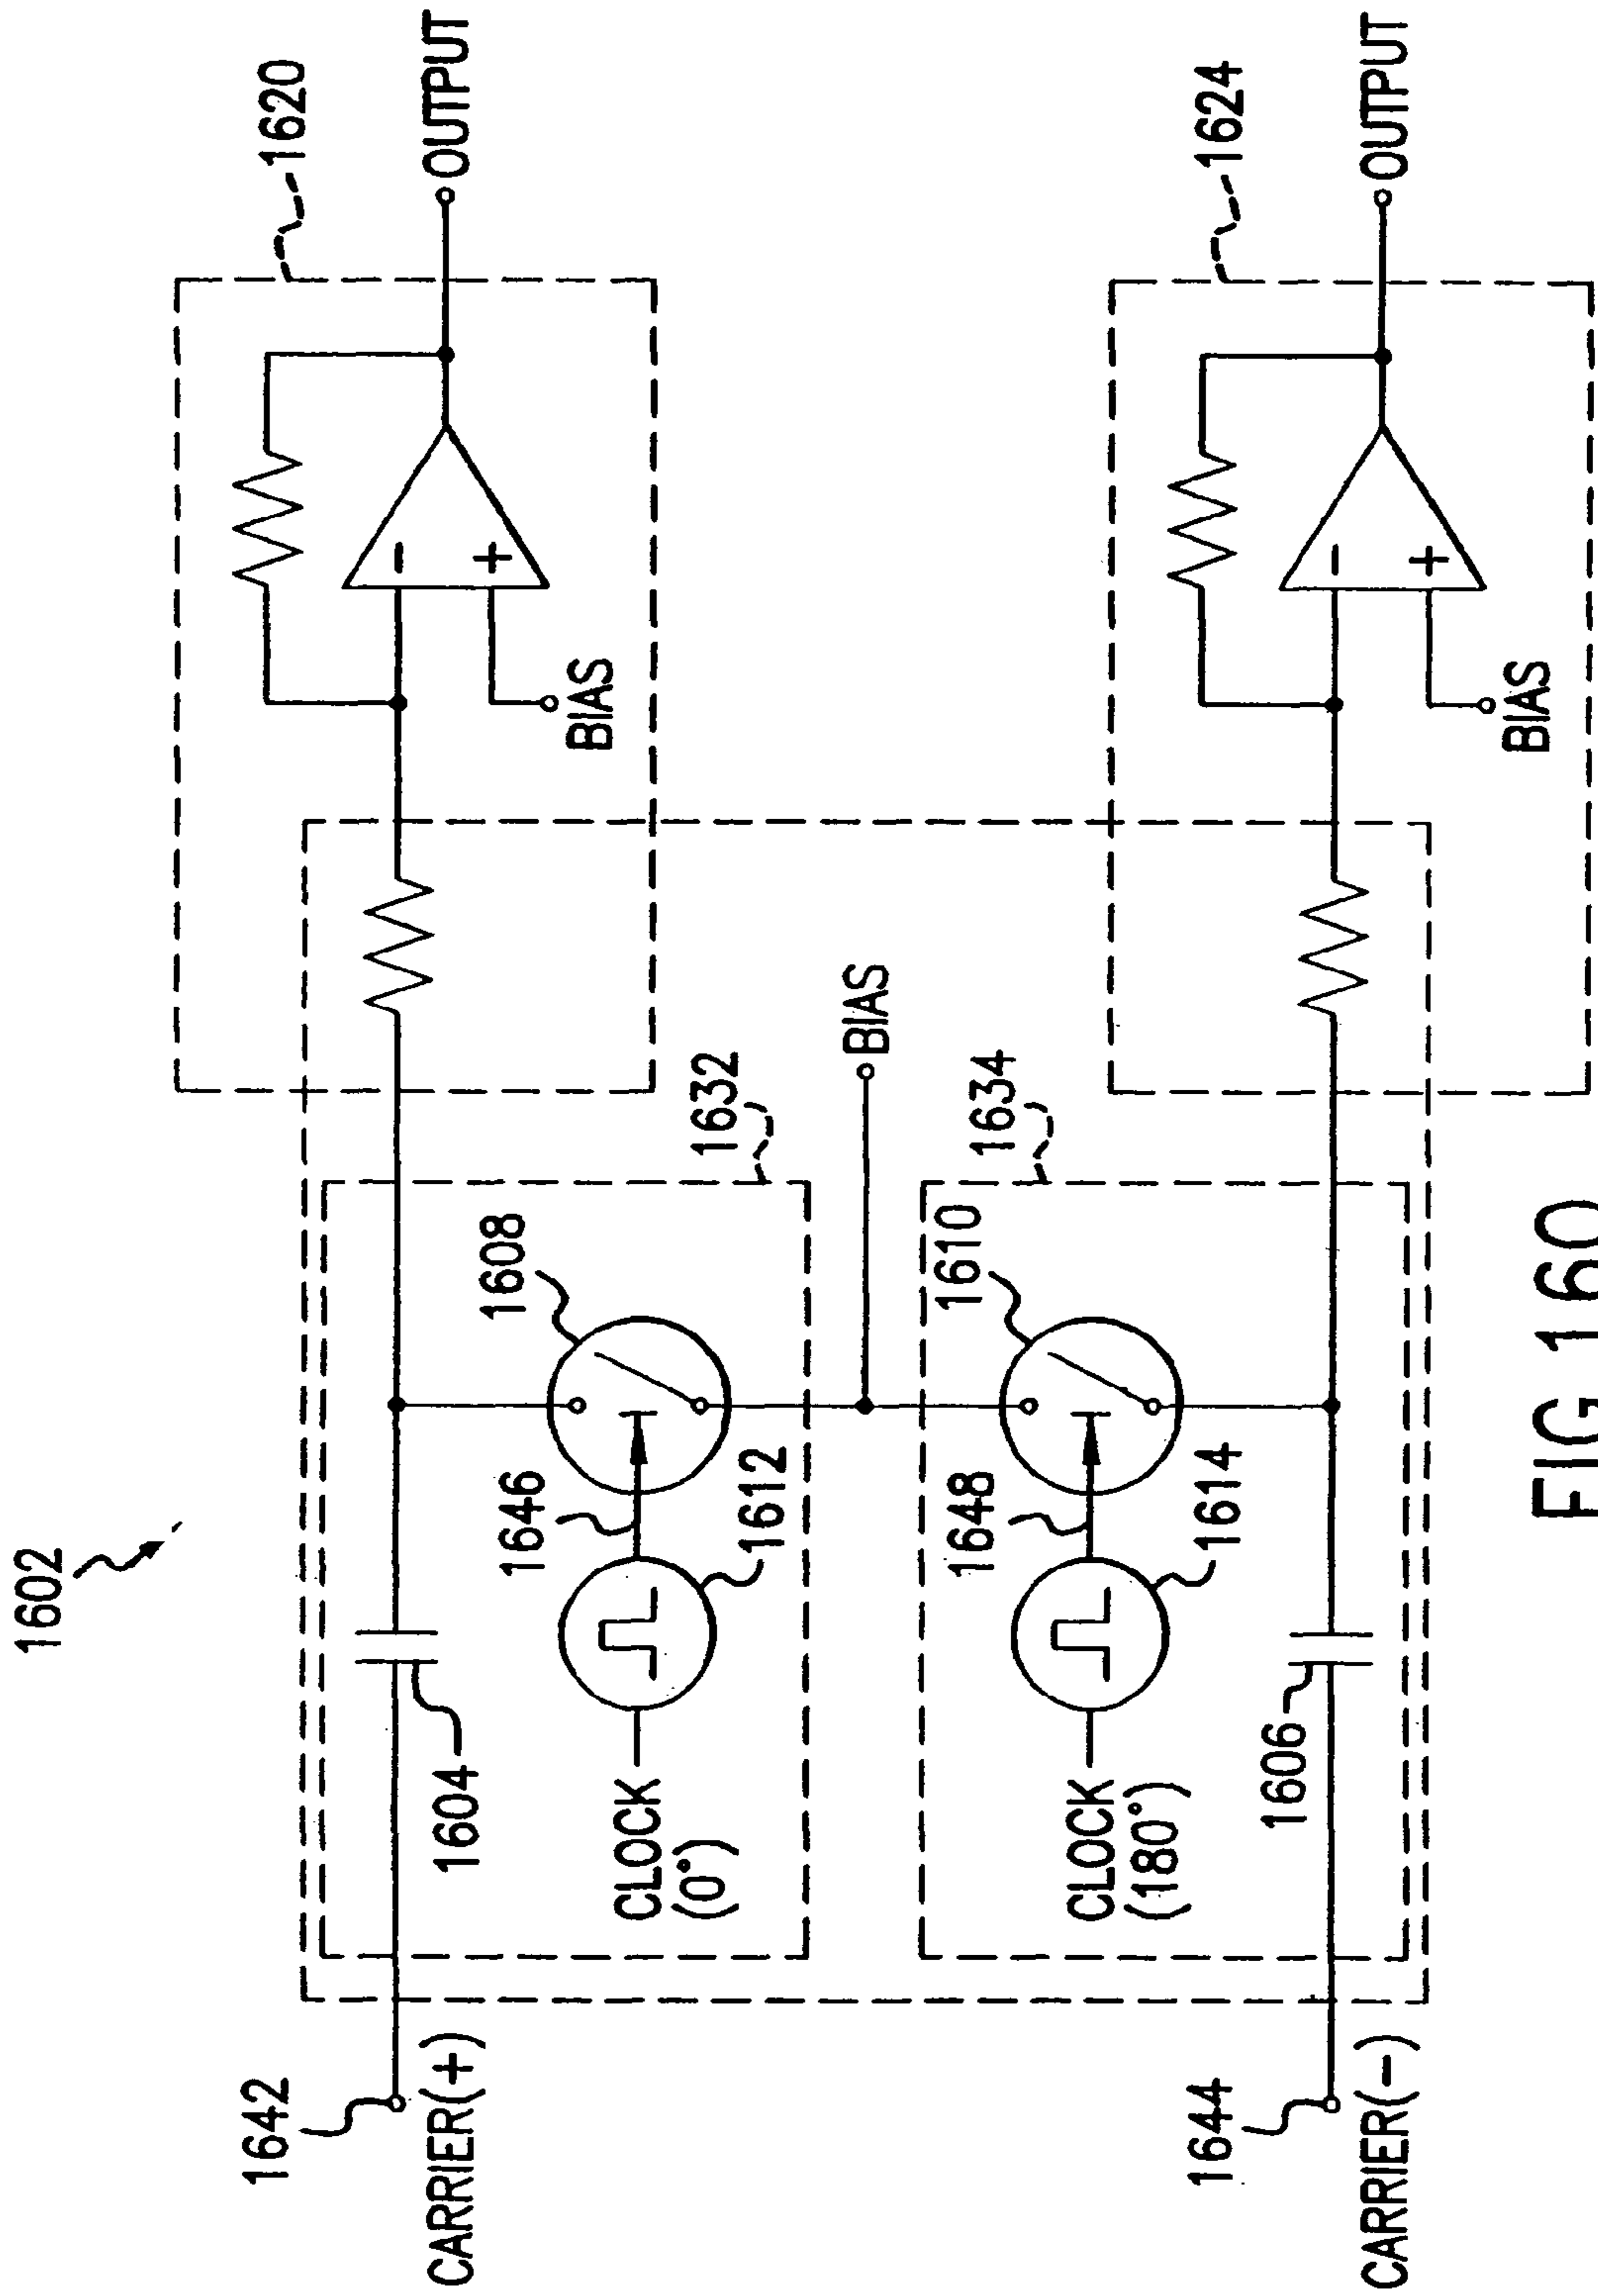 1602
1642
1620
CARRIER(+)
1604
OUTPUT
1608
1646
BIAS
CLOCK
(0°)
1632
1612
BIAS
1610
1648
1634
CLOCK
(180°)
1614
1644
1624
1606
CARRIER(-)
OUTPUT
BIAS
FIG 160